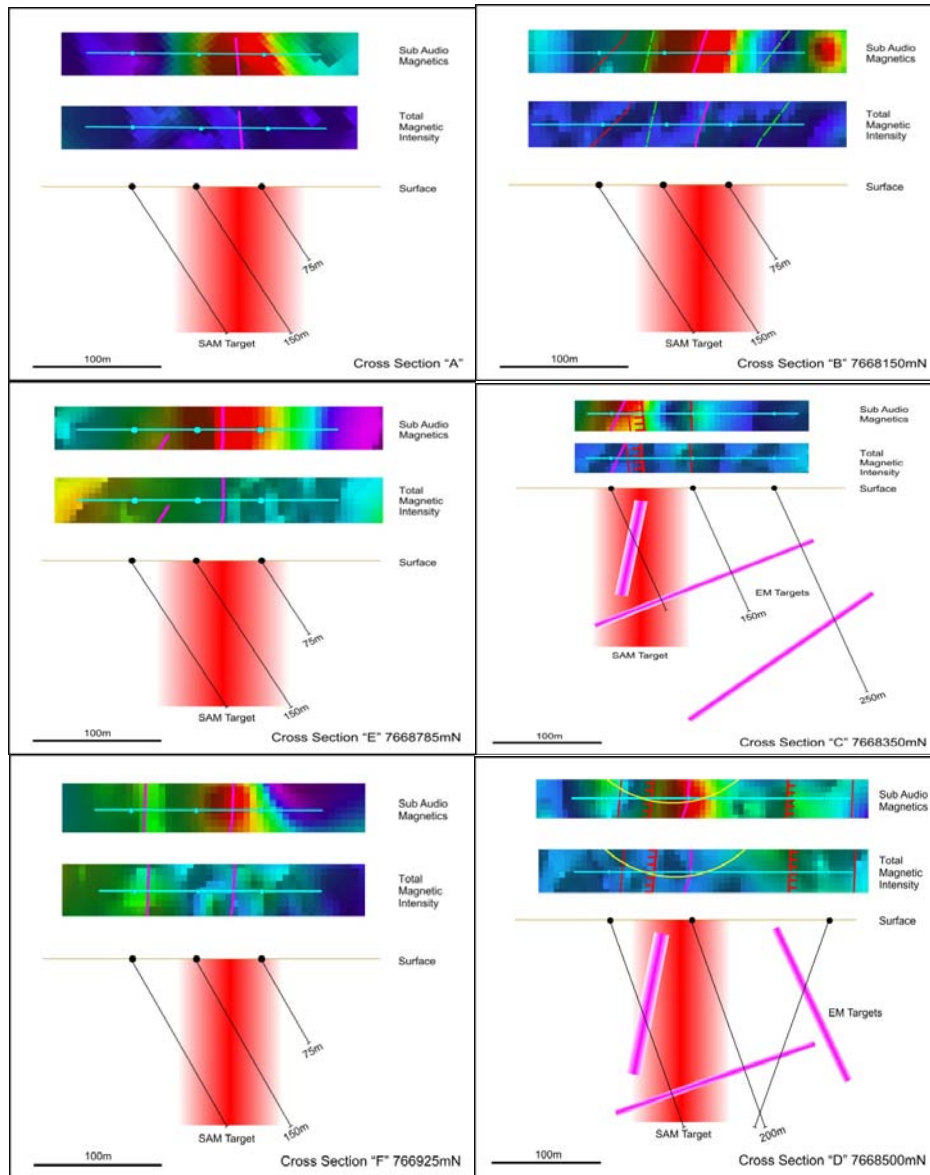 Sub Audio
Magnetics
Total
Magnetic
Intensity
Surface
75m
150m
SAM Target
100m
Cross Section "A"
Sub Audio
Magnetics
Total
Magnetic
Intensity
Surface
75m
150m
SAM Target
100m
Cross Section "B" 7668150mN
Sub Audio
Magnetics
Total
Magnetic
Intensity
Surface
75m
150m
SAM Target
100m
Cross Section "E" 7668785mN
Sub Audio
Magnetics
Total
Magnetic
Intensity
Surface
EM Targets
150m
SAM Target
250m
100m
Cross Section "C" 7668350mN
Sub Audio
Magnetics
Total
Magnetic
Intensity
Surface
75m
150m
SAM Target
100m
Cross Section "F" 766925mN
Sub Audio
Magnetics
Total
Magnetic
Intensity
Surface
EM Targets
SAM Target
200m
100m
Cross Section "D" 7668500mN